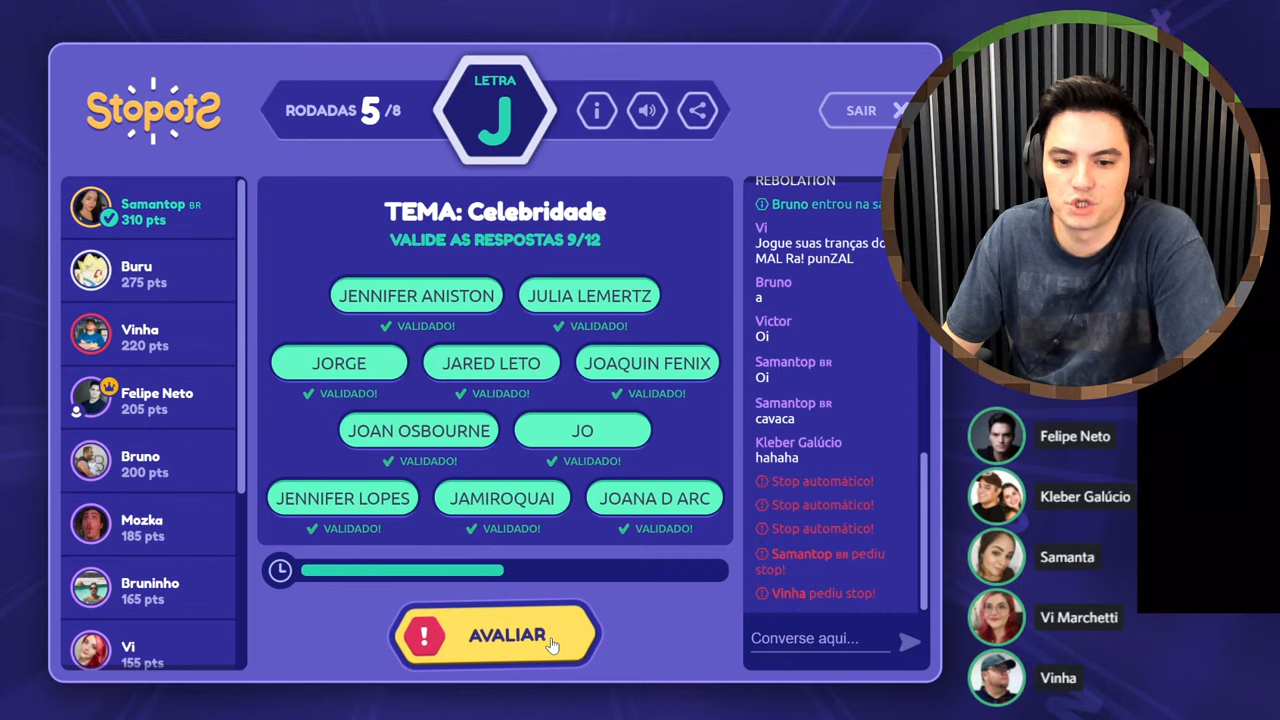 StopotS
RODADAS 5 /8
LETRA
J
SAIR
Samantop BR
310 pts
Buru
275 pts
Vinha
220 pts
Felipe Neto
205 pts
Bruno
200 pts
Mozka
185 pts
Bruninho
165 pts
Vi
155 pts
TEMA: Celebridade
VALIDE AS RESPOSTAS 9/12
JENNIFER ANISTON
JULIA LEMERTZ
VALIDADO!
VALIDADO!
JORGE
JARED LETO
JOAQUIN FENIX
VALIDADO!
VALIDADO!
VALIDADO!
JOAN OSBOURNE
JO
VALIDADO!
VALIDADO!
JENNIFER LOPES
JAMIROQUAI
JOANA D ARC
VALIDADO!
VALIDADO!
VALIDADO!
! AVALIAR
REBOLATION
Bruno entrou na sa
Vi
Jogue suas tranças do
MAL Ra! punZAL
Bruno
a
Victor
Oi
Samantop BR
Oi
Samantop BR
cavaca
Kleber Galúcio
hahaha
Stop automático!
Stop automático!
Stop automático!
Samantop BR pediu
stop!
Vinha pediu stop!
Converse aqui...
Felipe Neto
Kleber Galúcio
Samanta
Vi Marchetti
Vinha